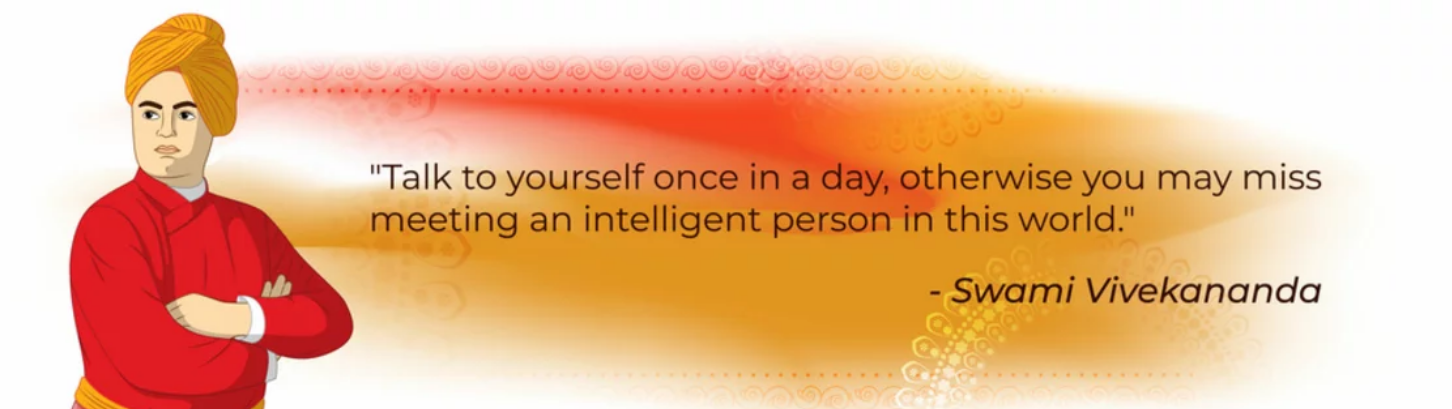 "Talk to yourself once in a day, otherwise you may miss
meeting an intelligent person in this world."
- Swami Vivekananda